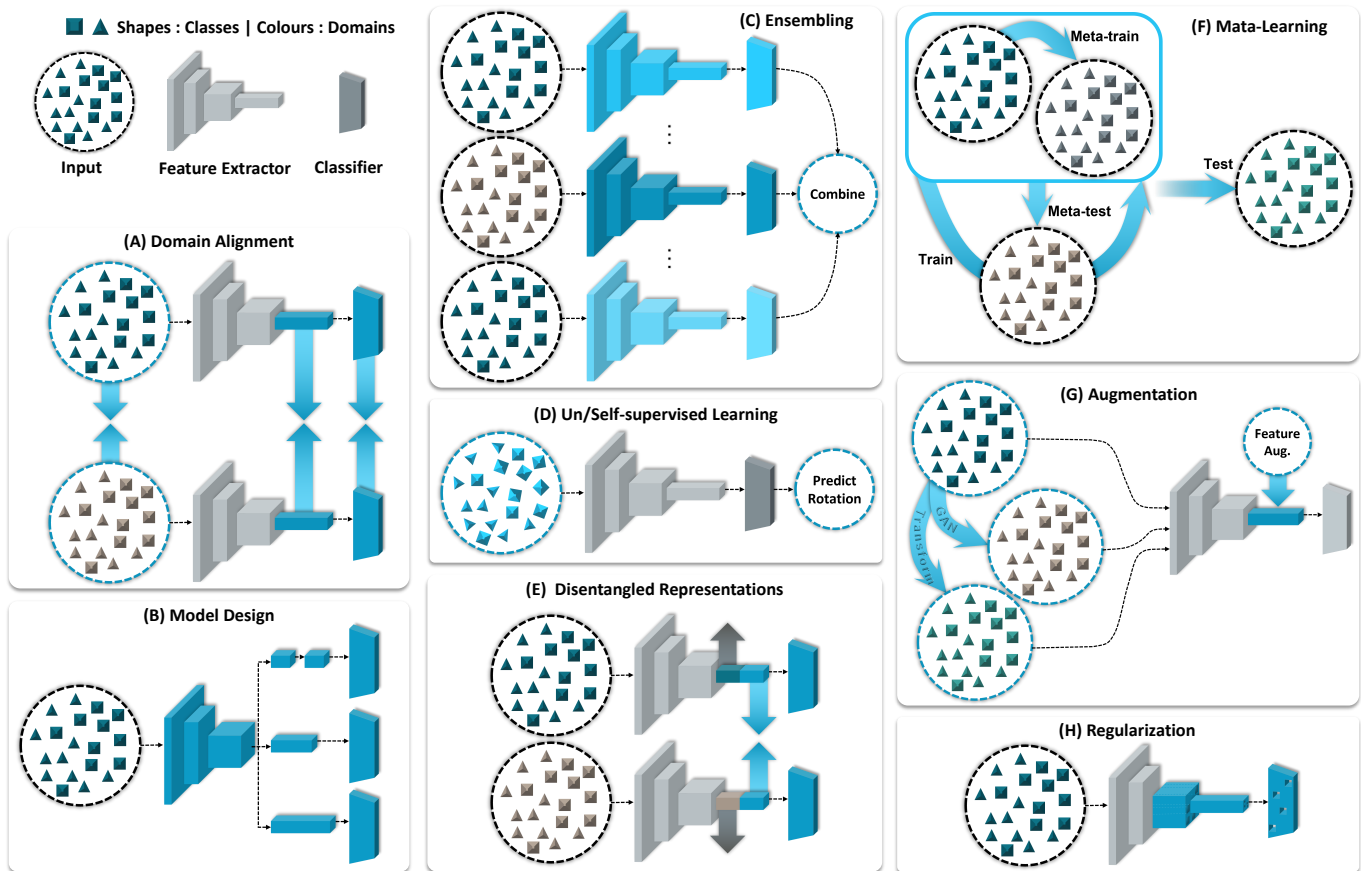 Shapes : Classes | Colours : Domains
Input
Feature Extractor
Classifier
(A) Domain Alignment
(B) Model Design
(C) Ensembling
Combine
(D) Un/Self-supervised Learning
Predict
Rotation
(E) Disentangled Representations
(F) Mata-Learning
Meta-train
Meta-test
Train
Test
(G) Augmentation
GAN
Transform
Feature
Aug.
(H) Regularization